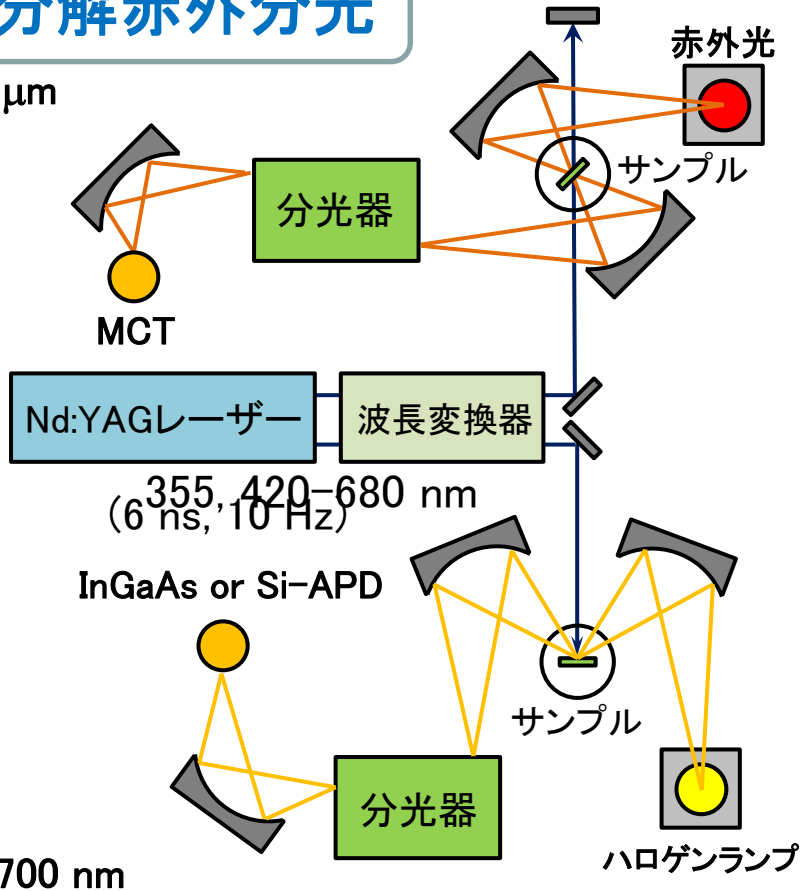 分解赤外分光
μm
赤外光
サンプル
分光器
MCT
Nd:YAGレーザー
波長変換器
355, 420-680 nm
(6 ns, 10 Hz)
InGaAs or Si-APD
サンプル
分光器
ハロゲンランプ
700 nm